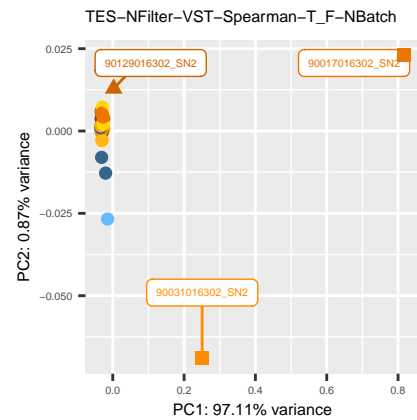 TES−NFilter−VST−Spearman−T_F−NBatch
0.025
90129016302_SN2
90017016302_SN2
0.000
−0.025
90031016302_SN2
−0.050
0.0 0.2 0.4 0.6 0.8
PC1: 97.11% variance
PC2: 0.87% variance